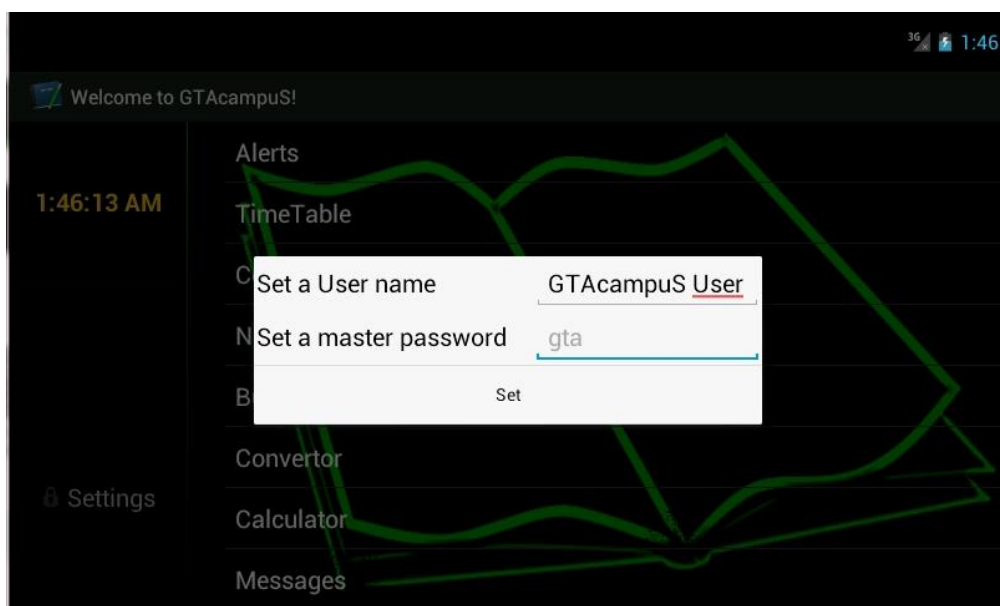 3G 1:46
Welcome to GTAcampuS!
Alerts
1:46:13 AM
TimeTable
C
Set a User name GTAcampuS User
N
Set a master password gta
B
Set
Convertor
Settings
Calculator
Messages